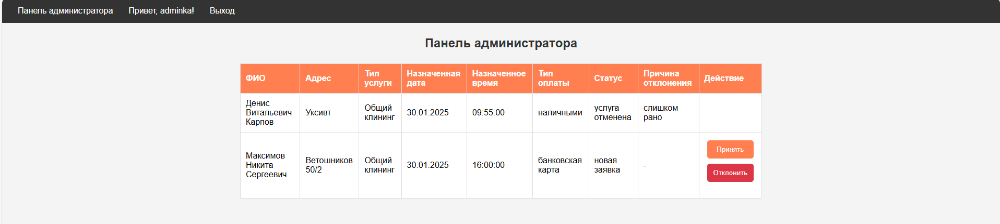 Панель администратора Привет, adminka! Выход
Панель администратора
ФИО Адрес Тип услуги Назначенная дата Назначенное время Тип оплаты Статус Причина отклонения Действие
Денис Витальевич Карпов Уксивт Общий клининг 30.01.2025 09:55:00 наличными услуга отменена слишком рано
Максимов Никита Сергеевич Ветошников 50/2 Общий клининг 30.01.2025 16:00:00 банковская карта новая заявка - Принять
Отклонить